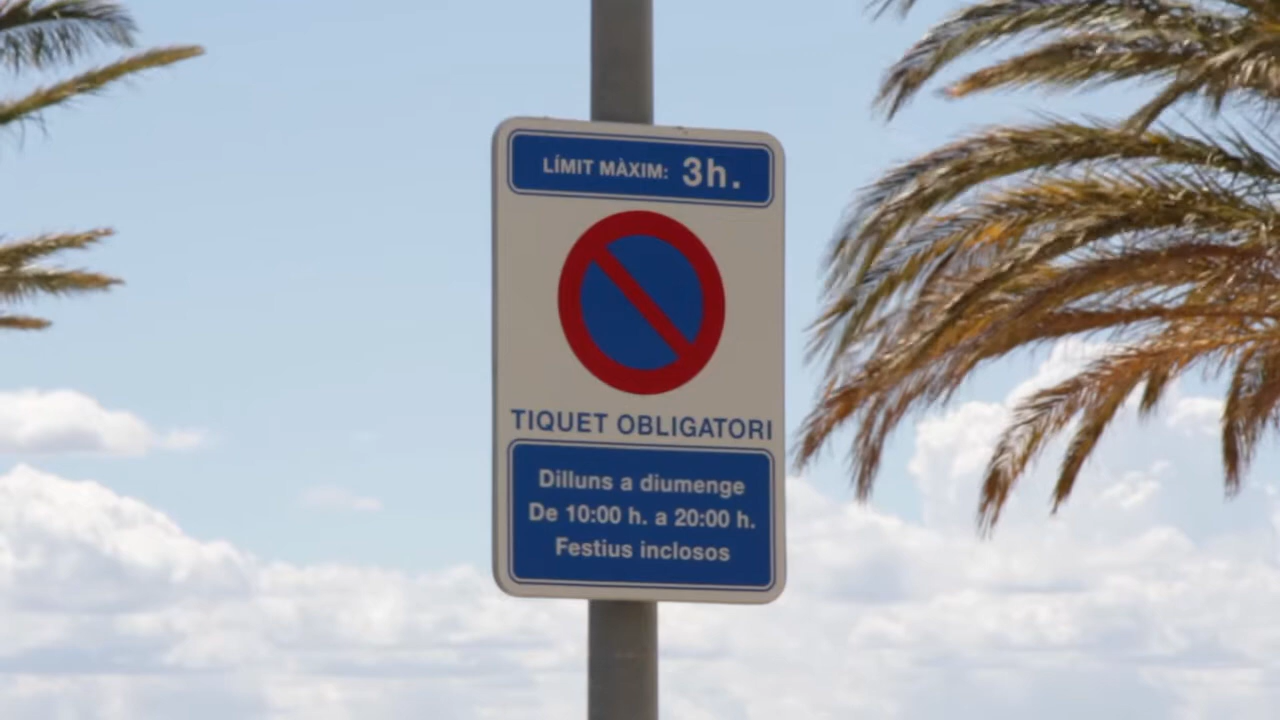 LÍMIT MÀXIM: 3h.
TIQUET OBLIGATORI
Dilluns a diumenge
De 10:00 h. a 20:00 h.
Festius inclosos